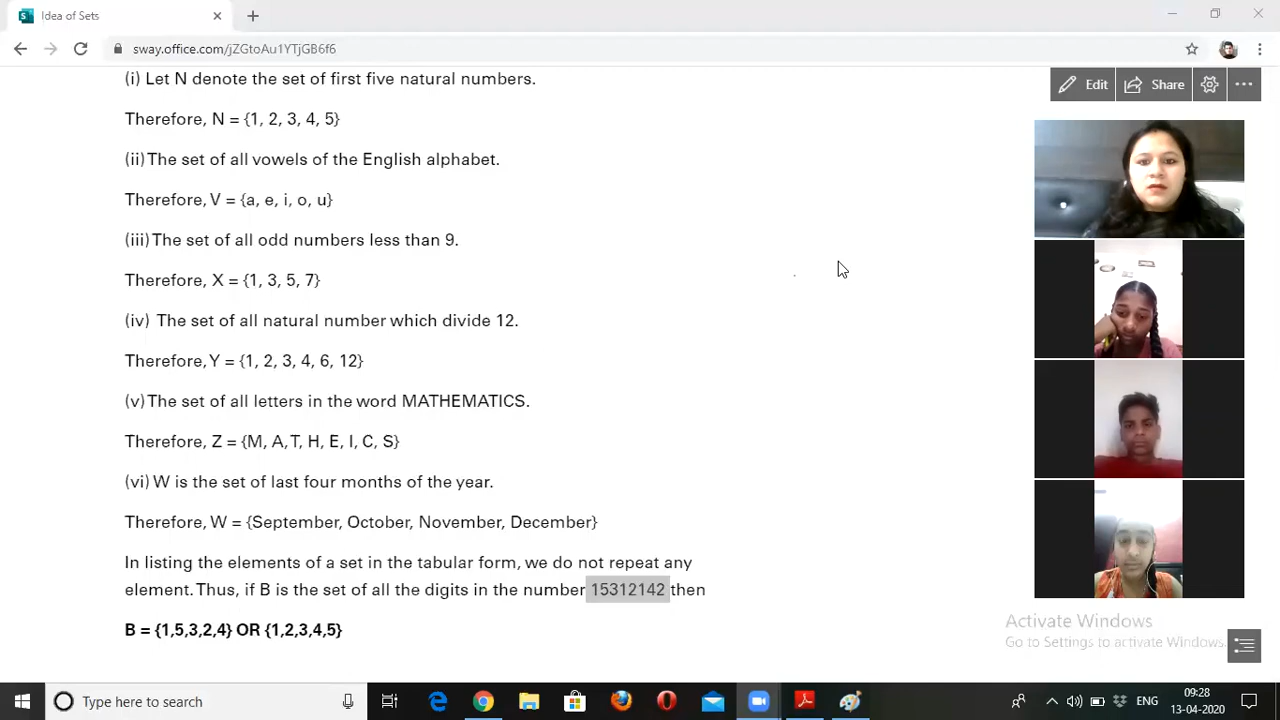 Idea of Sets
sway.office.com/jZGtoAu1YTjGB6f6
Edit
Share
(i) Let N denote the set of first five natural numbers.
Therefore, N = {1, 2, 3, 4, 5}
(ii) The set of all vowels of the English alphabet.
Therefore, V = {a, e, i, o, u}
(iii) The set of all odd numbers less than 9.
Therefore, X = {1, 3, 5, 7}
(iv) The set of all natural number which divide 12.
Therefore, Y = {1, 2, 3, 4, 6, 12}
(v) The set of all letters in the word MATHEMATICS.
Therefore, Z = {M, A, T, H, E, I, C, S}
(vi) W is the set of last four months of the year.
Therefore, W = {September, October, November, December}
In listing the elements of a set in the tabular form, we do not repeat any
element. Thus, if B is the set of all the digits in the number 15312142 then
B = {1,5,3,2,4} OR {1,2,3,4,5}
Activate Windows
Go to Settings to activate Windows.
Type here to search
ENG
09:28
13-04-2020